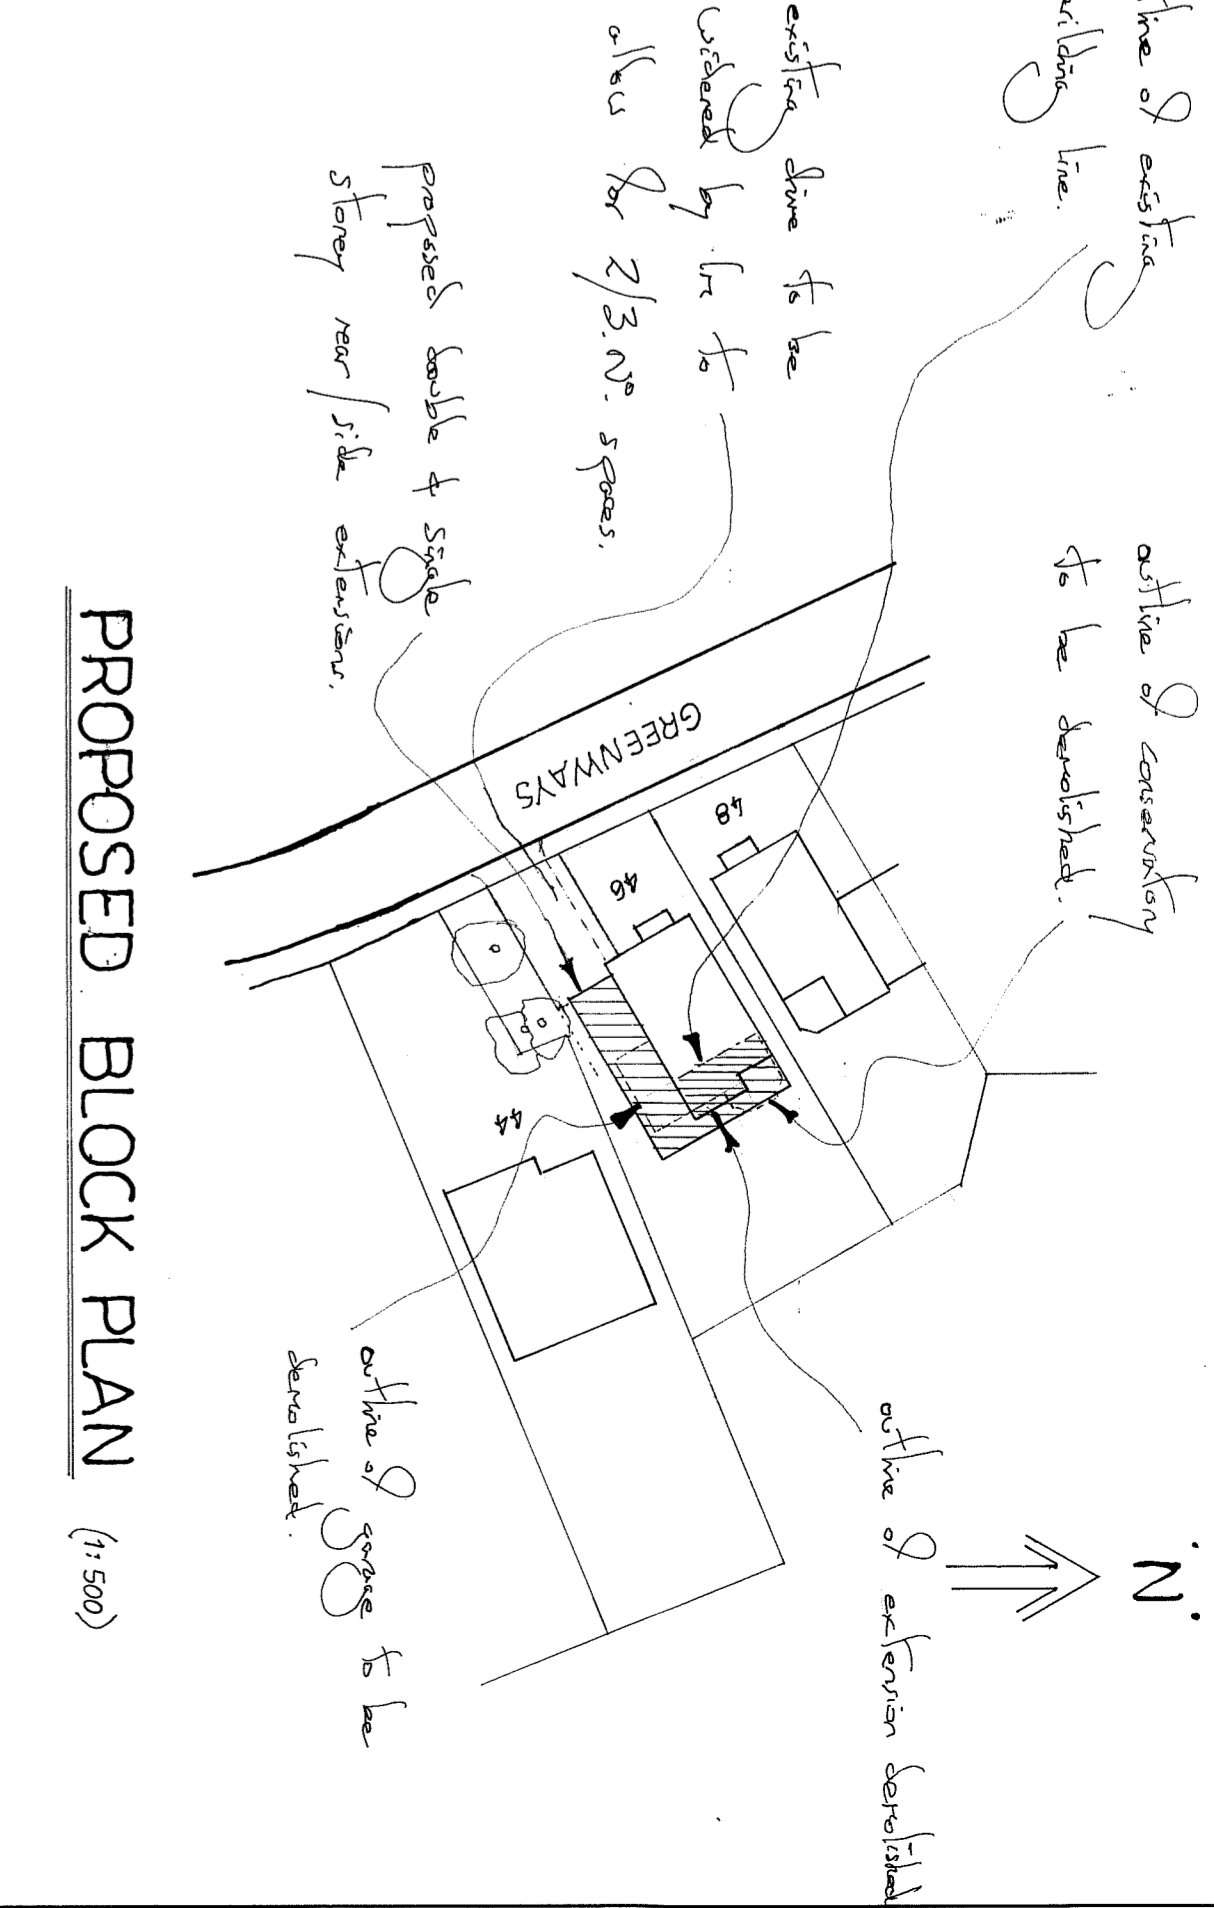 line of existing
building line.
existing drive to be
widened by 1m to
allow for 2/3.No. spaces.
proposed double & single
storey rear/side extensions.
outline of conservatory
to be demolished.
GREENWAYS
48
46
44
outline of garage to be
demolished.
outline of extension demolished
N
PROPOSED BLOCK PLAN (1:500)